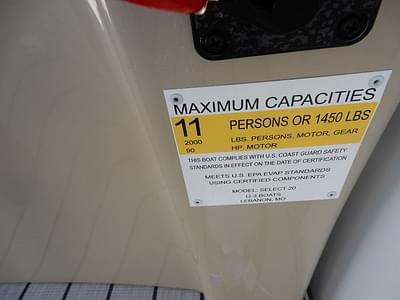 MAXIMUM CAPACITIES
11 PERSONS OR 1450 LBS
2000 LBS. PERSONS, MOTOR, GEAR
90 HP. MOTOR
THIS BOAT COMPLIES WITH U.S. COAST GUARD SAFETY
STANDARDS IN EFFECT ON THE DATE OF CERTIFICATION
MEETS U.S. EPA EVAP STANDARDS
USING CERTIFIED COMPONENTS
MODEL: SELECT 20
G-3 BOATS
LEBANON, MO